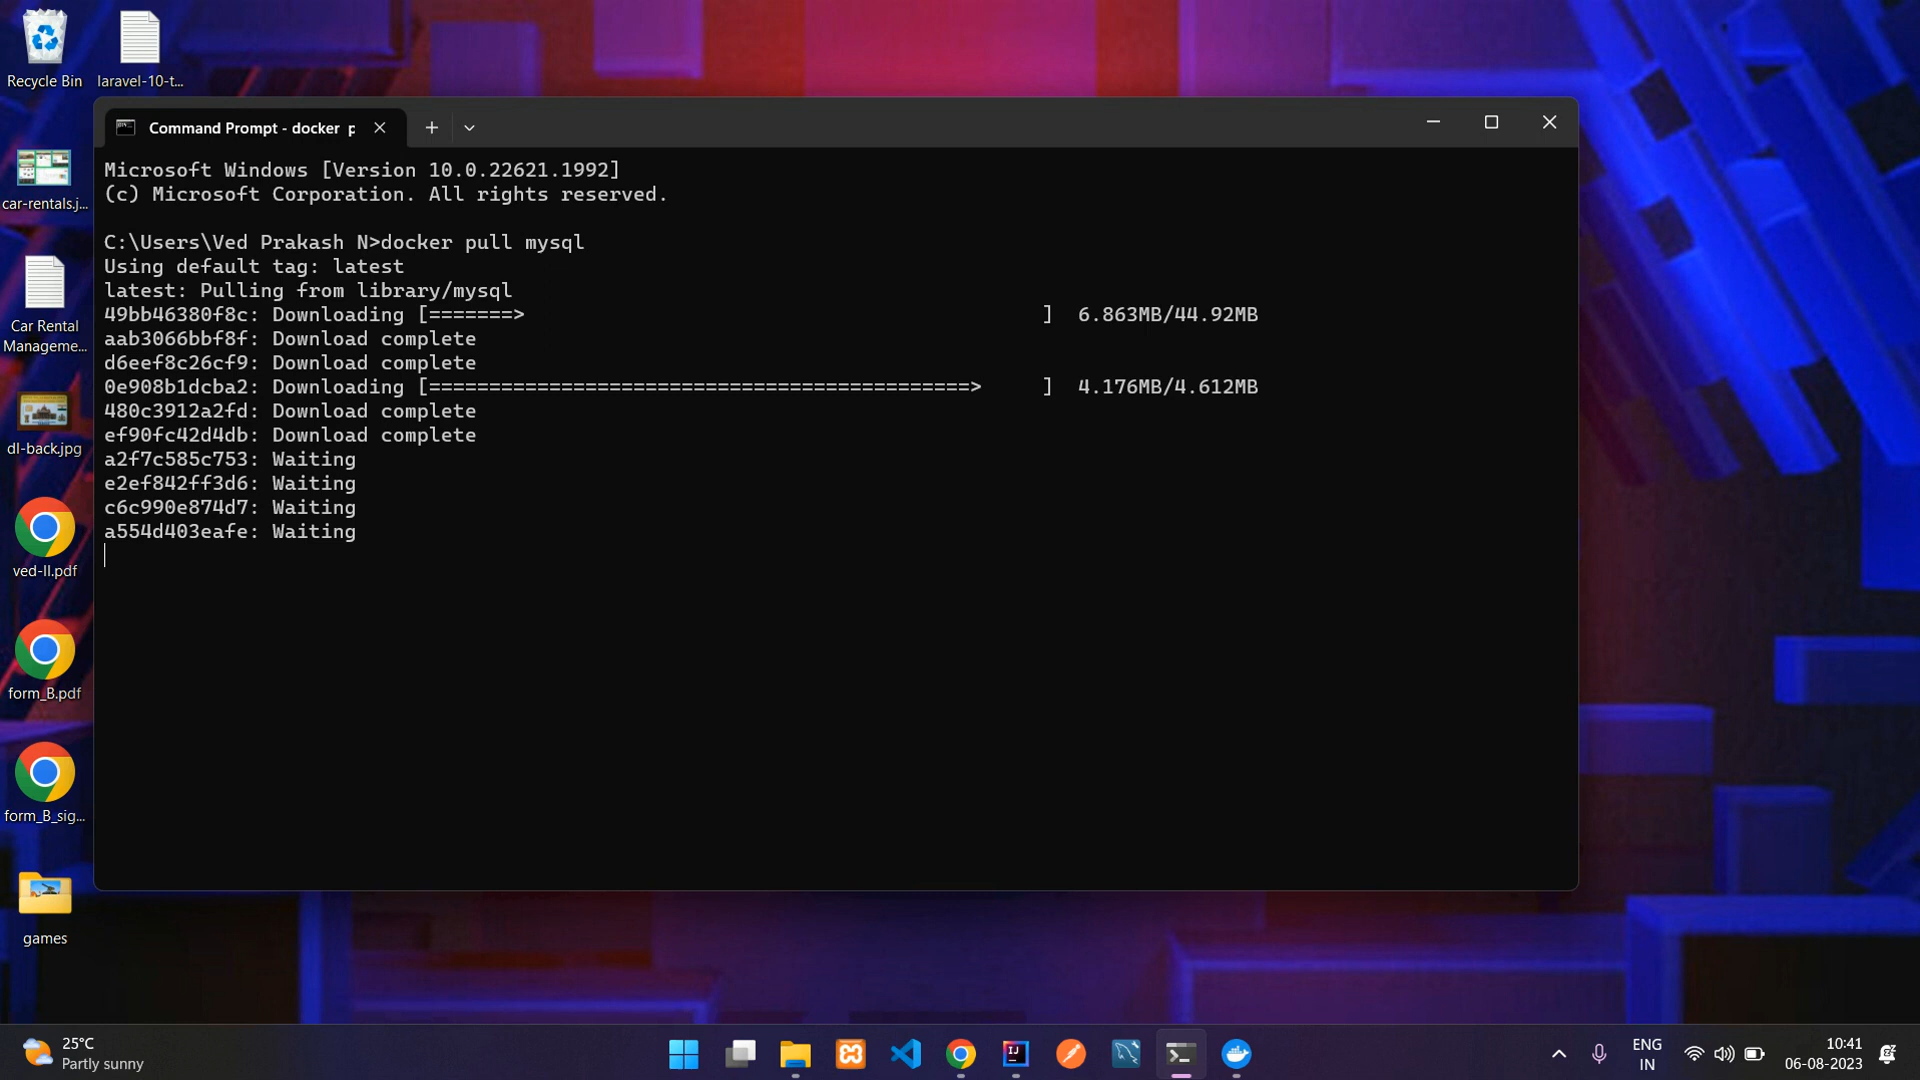 Recycle Bin
laravel-10-t...
car-rentals.j...
Car Rental
Manageme...
dl-back.jpg
ved-II.pdf
form_B.pdf
form_B_sig...
games
Command Prompt - docker p
Microsoft Windows [Version 10.0.22621.1992]
(c) Microsoft Corporation. All rights reserved.
C:\Users\Ved Prakash N>docker pull mysql
Using default tag: latest
latest: Pulling from library/mysql
49bb46380f8c: Downloading [=======>                                           ]  6.863MB/44.92MB
aab3066bbf8f: Download complete
d6eef8c26cf9: Download complete
0e908b1dcba2: Downloading [=============================================>     ]  4.176MB/4.612MB
480c3912a2fd: Download complete
ef90fc42d4db: Download complete
a2f7c585c753: Waiting
e2ef842ff3d6: Waiting
c6c990e874d7: Waiting
a554d403eafe: Waiting
25°C
Partly sunny
IJ
ENG
IN
10:41
06-08-2023